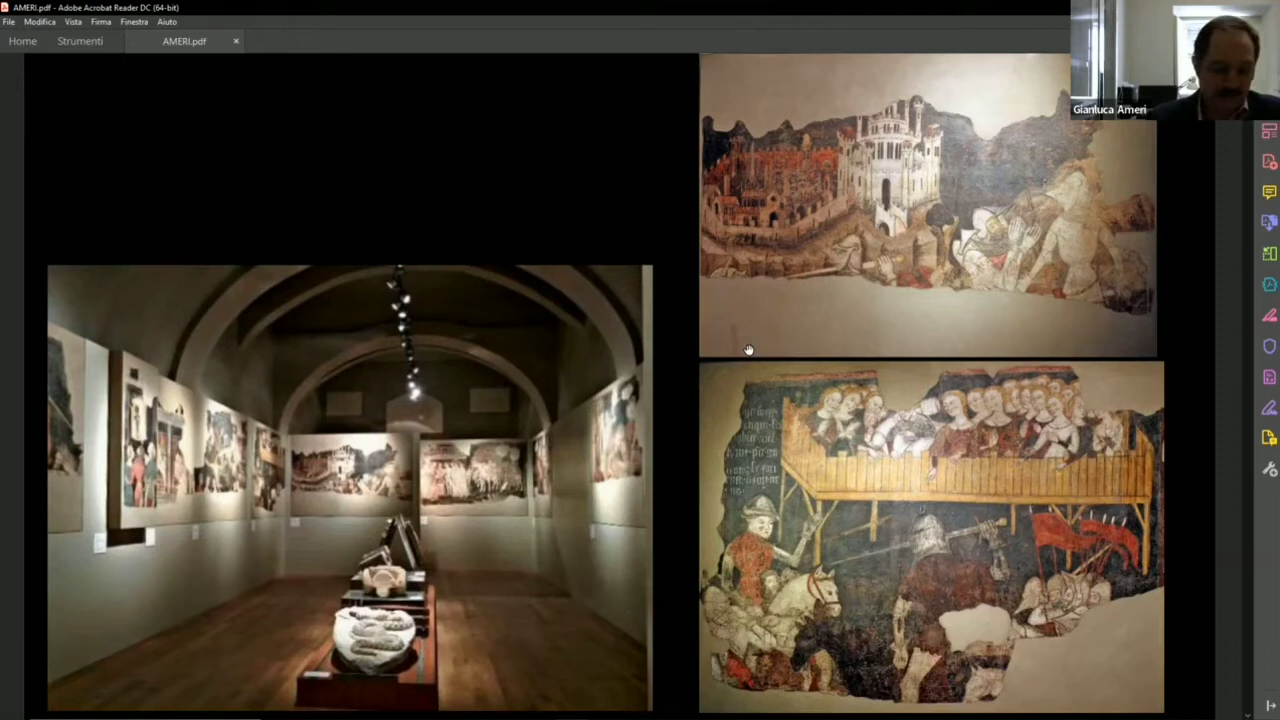 AMERI.pdf - Adobe Acrobat Reader DC (64-bit)
File Modifica Vista Firma Finestra Aiuto
Home Strumenti AMERI.pdf ×
Gianluca Ameri